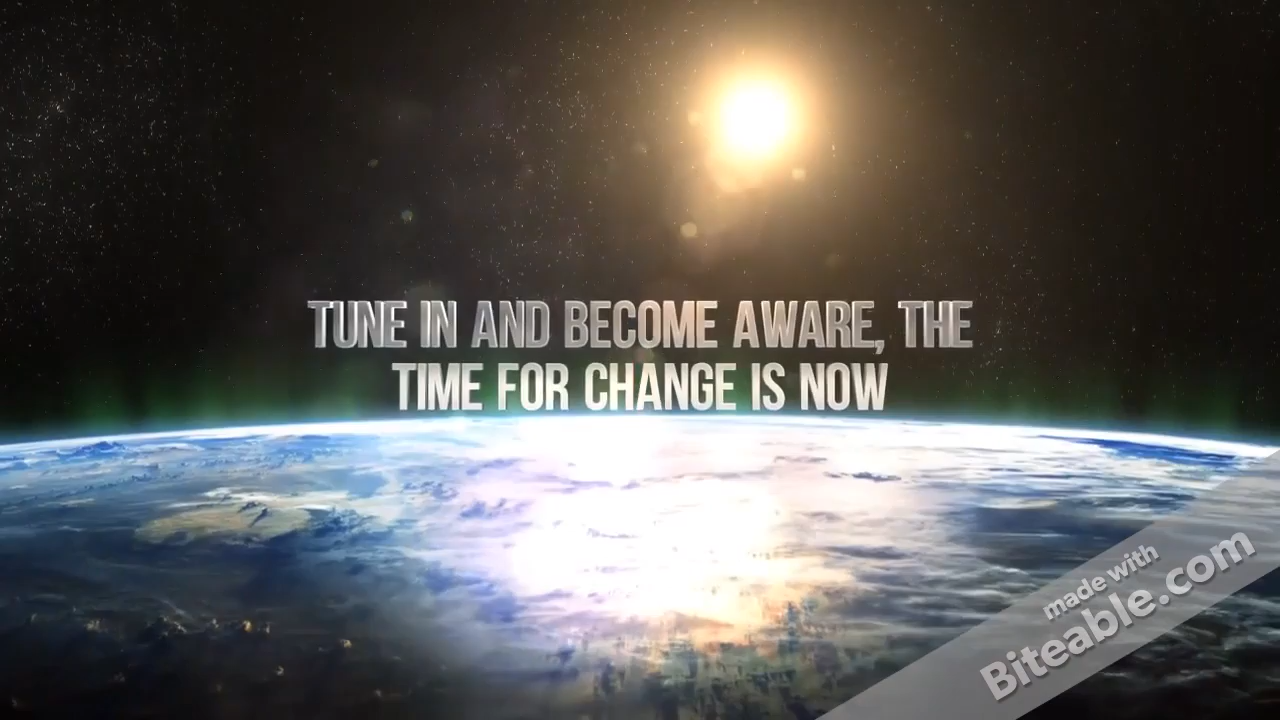 TUNE IN AND BECOME AWARE, THE
TIME FOR CHANGE IS NOW
made with
Biteable.com